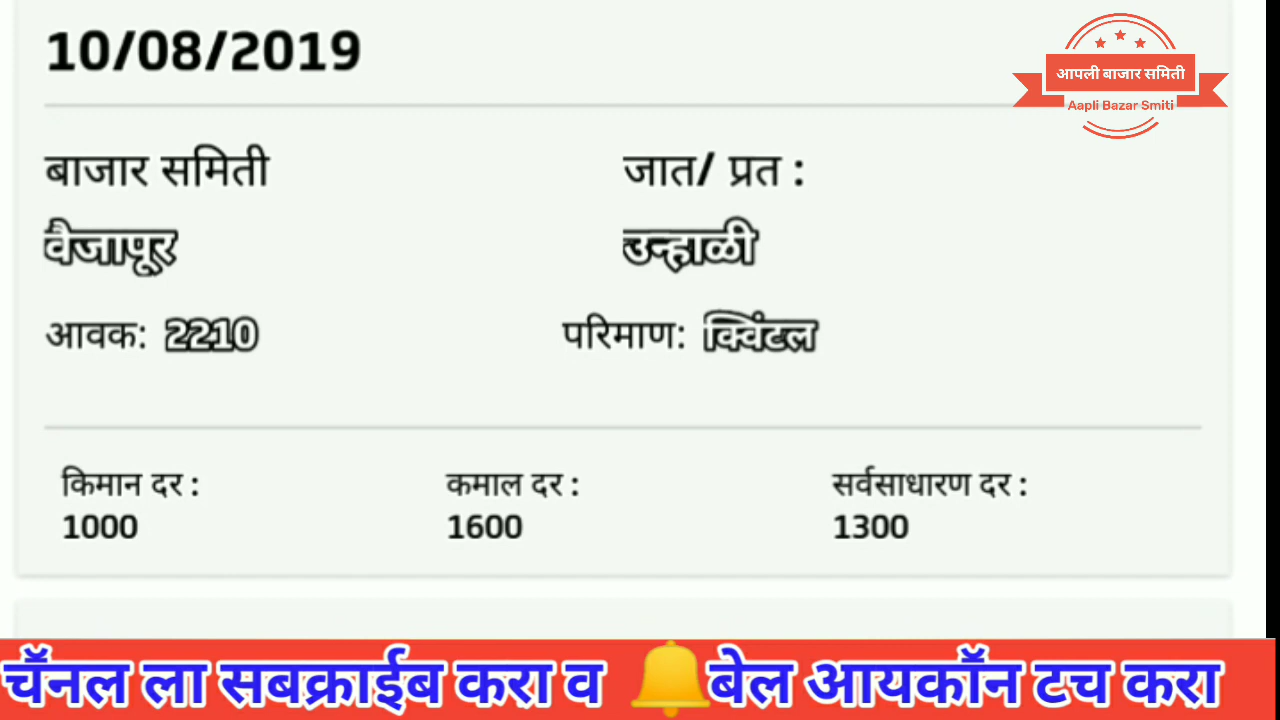 10/08/2019
आपली बाजार समिती
Aapli Bazar Smiti
बाजार समिती
जात/ प्रत :
वैजापूर
उन्हाळी
आवक: 2210
परिमाण: क्विंटल
किमान दर :
कमाल दर :
सर्वसाधारण दर :
1000
1600
1300
चॅनल ला सबक्राईब करा व बेल आयकॉन टच करा